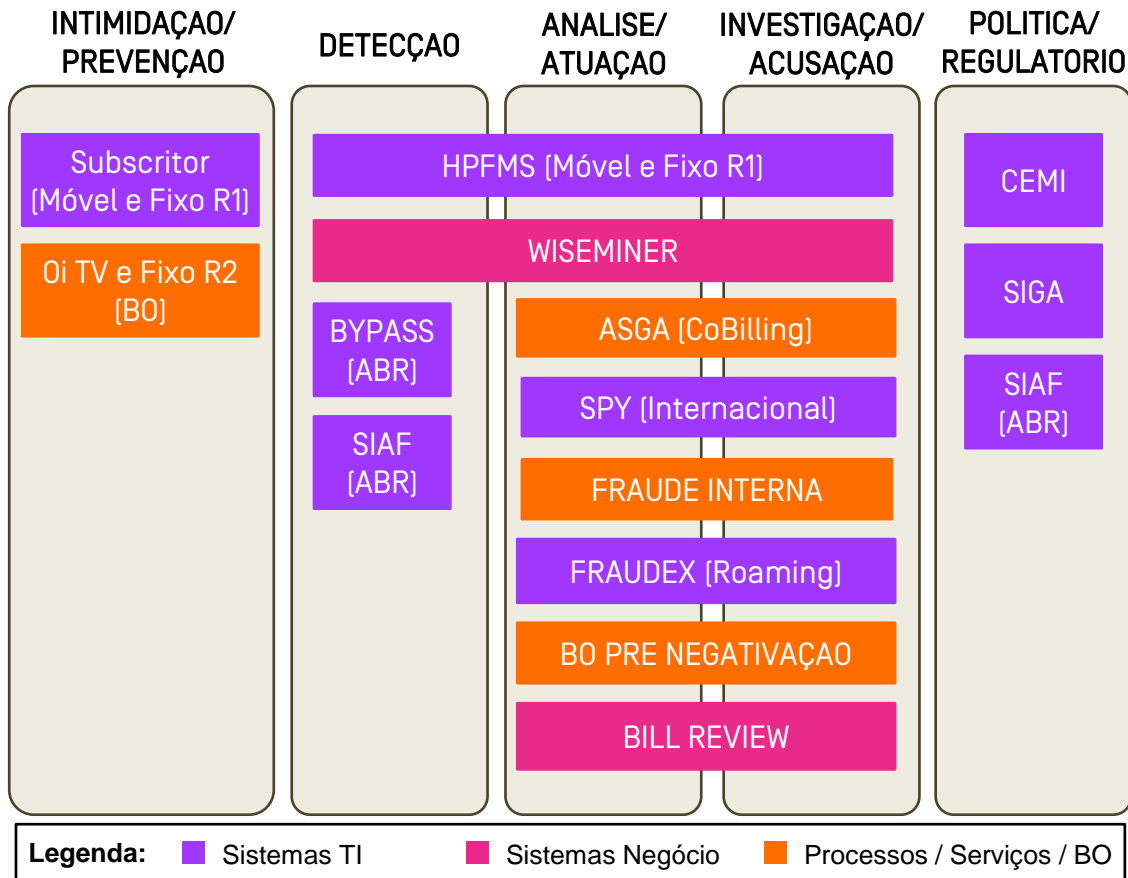 INTIMIDAÇAO/
PREVENÇAO
DETECÇAO
ANALISE/
ATUAÇAO
INVESTIGAÇAO/
ACUSAÇAO
POLITICA/
REGULATORIO
Subscritor
(Móvel e Fixo R1)
Oi TV e Fixo R2
(BO)
HPFMS (Móvel e Fixo R1)
WISEMINER
BYPASS
(ABR)
SIAF
(ABR)
ASGA (CoBilling)
SPY (Internacional)
FRAUDE INTERNA
FRAUDEX (Roaming)
BO PRE NEGATIVAÇAO
BILL REVIEW
CEMI
SIGA
SIAF
(ABR)
Legenda: Sistemas TI Sistemas Negócio Processos / Serviços / BO